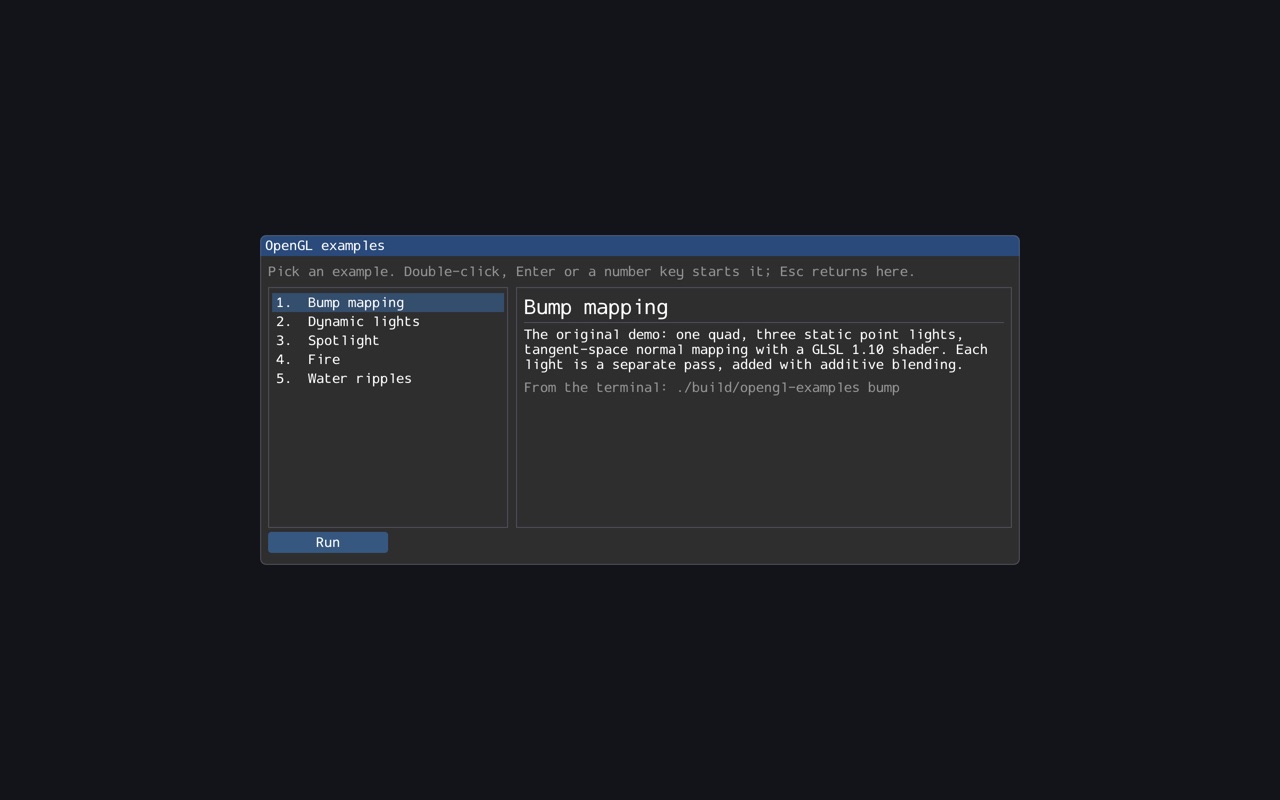 OpenGL examples
Pick an example. Double-click, Enter or a number key starts it; Esc returns here.
1. Bump mapping
2. Dynamic lights
3. Spotlight
4. Fire
5. Water ripples
Bump mapping
The original demo: one quad, three static point lights,
tangent-space normal mapping with a GLSL 1.10 shader. Each
light is a separate pass, added with additive blending.
From the terminal: ./build/opengl-examples bump
Run